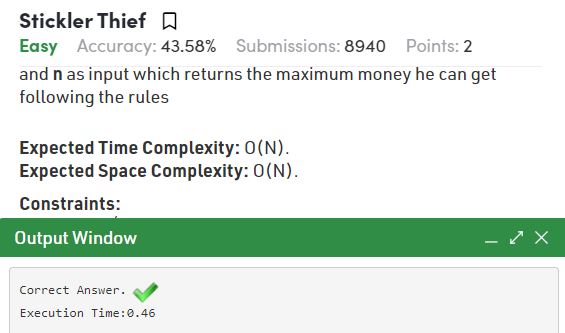 Stickler Thief
Easy Accuracy: 43.58% Submissions: 8940 Points: 2
and n as input which returns the maximum money he can get
following the rules
Expected Time Complexity: O(N).
Expected Space Complexity: O(N).
Constraints:
Output Window
Correct Answer.
Execution Time:0.46